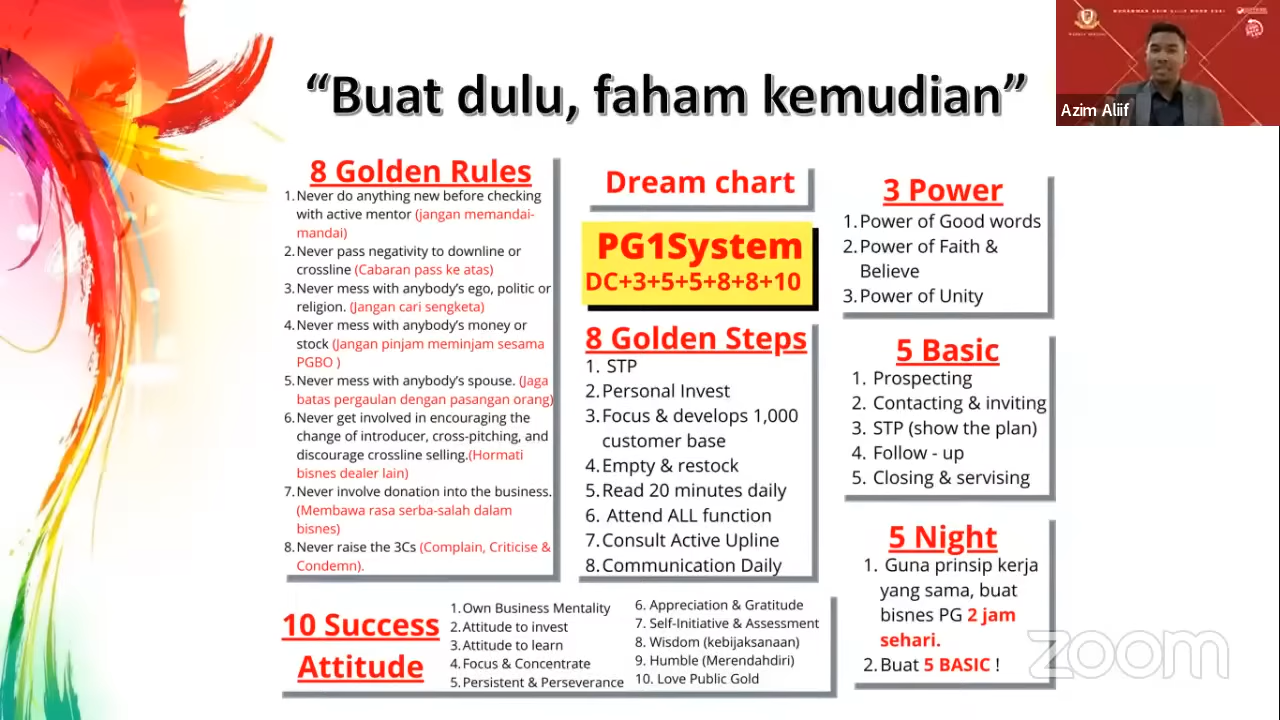 “Buat dulu, faham kemudian”
Azim Aliif
8 Golden Rules
1. Never do anything new before checking
with active mentor (jangan memandai-
mandai)
2. Never pass negativity to downline or
crossline (Cabaran pass ke atas)
3. Never mess with anybody's ego, politic or
religion. (Jangan cari sengketa)
4. Never mess with anybody's money or
stock (Jangan pinjam meminjam sesama
PGBO )
5. Never mess with anybody's spouse. (Jaga
batas pergaulan dengan pasangan orang)
6. Never get involved in encouraging the
change of introducer, cross-pitching, and
discourage crossline selling.(Hormati
bisnes dealer lain)
7. Never involve donation into the business.
(Membawa rasa serba-salah dalam
bisnes)
8. Never raise the 3Cs (Complain, Criticise &
Condemn).
Dream chart
PG1System
DC+3+5+5+8+8+10
8 Golden Steps
1. STP
2. Personal Invest
3. Focus & develops 1,000
customer base
4. Empty & restock
5. Read 20 minutes daily
6. Attend ALL function
7. Consult Active Upline
8. Communication Daily
3 Power
1. Power of Good words
2. Power of Faith &
Believe
3. Power of Unity
5 Basic
1. Prospecting
2. Contacting & inviting
3. STP (show the plan)
4. Follow - up
5. Closing & servising
5 Night
1. Guna prinsip kerja
yang sama, buat
bisnes PG 2 jam
sehari.
2. Buat 5 BASIC !
10 Success
Attitude
1. Own Business Mentality
2. Attitude to invest
3. Attitude to learn
4. Focus & Concentrate
5. Persistent & Perseverance
6. Appreciation & Gratitude
7. Self-Initiative & Assessment
8. Wisdom (kebijaksanaan)
9. Humble (Merendahdiri)
10. Love Public Gold
zoom